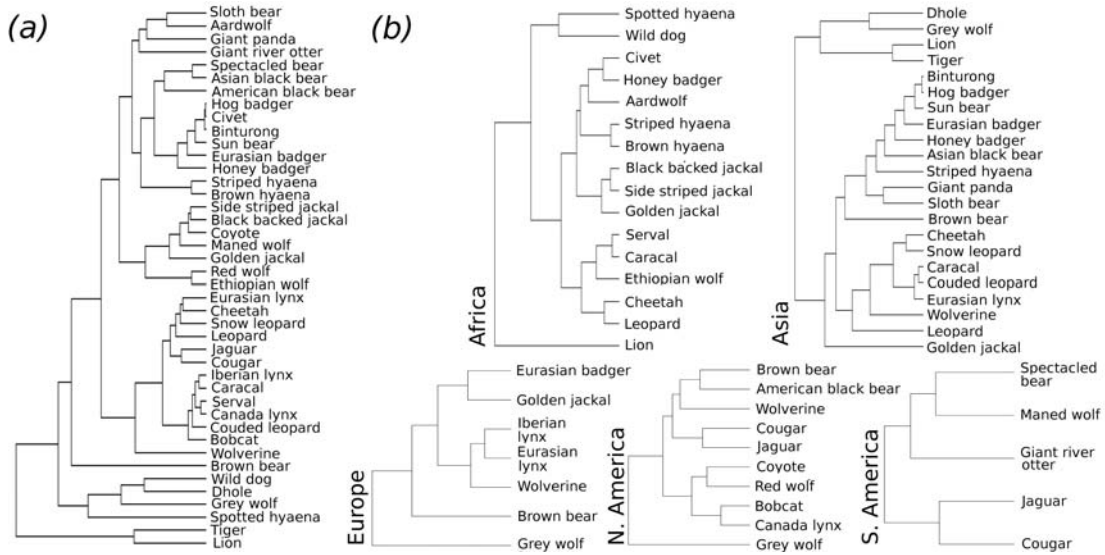 (a)
Sloth bear
Aardwolf
Giant panda
Giant river otter
Spectacled bear
Asian black bear
American black bear
Hog badger
Civet
Binturong
Sun bear
Eurasian badger
Honey badger
Striped hyaena
Brown hyaena
Side striped jackal
Black backed jackal
Coyote
Maned wolf
Golden jackal
Red wolf
Ethiopian wolf
Eurasian lynx
Cheetah
Snow leopard
Leopard
Jaguar
Cougar
Iberian lynx
Caracal
Serval
Canada lynx
Couded leopard
Bobcat
Wolverine
Brown bear
Wild dog
Dhole
Grey wolf
Spotted hyaena
Tiger
Lion
(b)
Africa
Spotted hyaena
Wild dog
Civet
Honey badger
Aardwolf
Striped hyaena
Brown hyaena
Black backed jackal
Side striped jackal
Golden jackal
Serval
Caracal
Ethiopian wolf
Cheetah
Leopard
Lion
Asia
Dhole
Grey wolf
Lion
Tiger
Binturong
Hog badger
Sun bear
Eurasian badger
Honey badger
Asian black bear
Striped hyaena
Giant panda
Sloth bear
Brown bear
Cheetah
Snow leopard
Caracal
Couded leopard
Eurasian lynx
Wolverine
Leopard
Golden jackal
Europe
Eurasian badger
Golden jackal
Iberian
lynx
Eurasian
lynx
Wolverine
Brown bear
Grey wolf
N. America
Brown bear
American black bear
Wolverine
Cougar
Jaguar
Coyote
Red wolf
Bobcat
Canada lynx
Grey wolf
S. America
Spectacled
bear
Maned wolf
Giant river
otter
Jaguar
Cougar